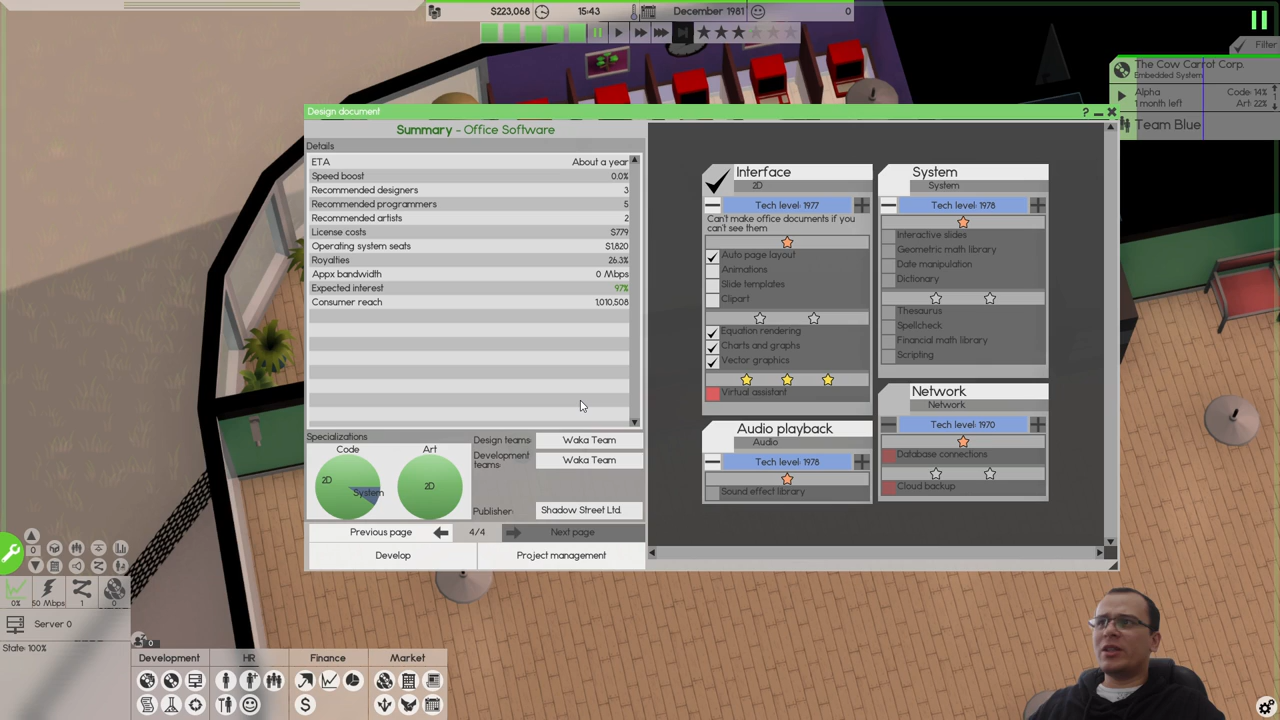 $223,068
15:43
December 1981
0
Filter
The Cow Carrot Corp.
Embedded System
Alpha
1 month left
Code: 14%
Art: 22%
Team Blue
Design document
?
Summary - Office Software
Details
ETA About a year
Speed boost 0.0%
Recommended designers 3
Recommended programmers 5
Recommended artists 2
License costs $779
Operating system seats $1,820
Royalties 26.3%
Appx bandwidth 0 Mbps
Expected interest 97%
Consumer reach 1,010,508
Specializations
Code
Art
2D
System
2D
Design teams: Waka Team
Development teams: Waka Team
Publisher: Shadow Street Ltd.
Previous page 4/4 Next page
Develop Project management
Interface
2D
Tech level: 1977
Can't make office documents if you
can't see them
Auto page layout
Animations
Slide templates
Clipart
Equation rendering
Charts and graphs
Vector graphics
Virtual assistant
Audio playback
Audio
Tech level: 1978
Sound effect library
System
System
Tech level: 1978
Interactive slides
Geometric math library
Date manipulation
Dictionary
Thesaurus
Spellcheck
Financial math library
Scripting
Network
Network
Tech level: 1970
Database connections
Cloud backup
0
0% 50 Mbps 1 0
Server 0
State: 100%
0
Development HR Finance Market
$